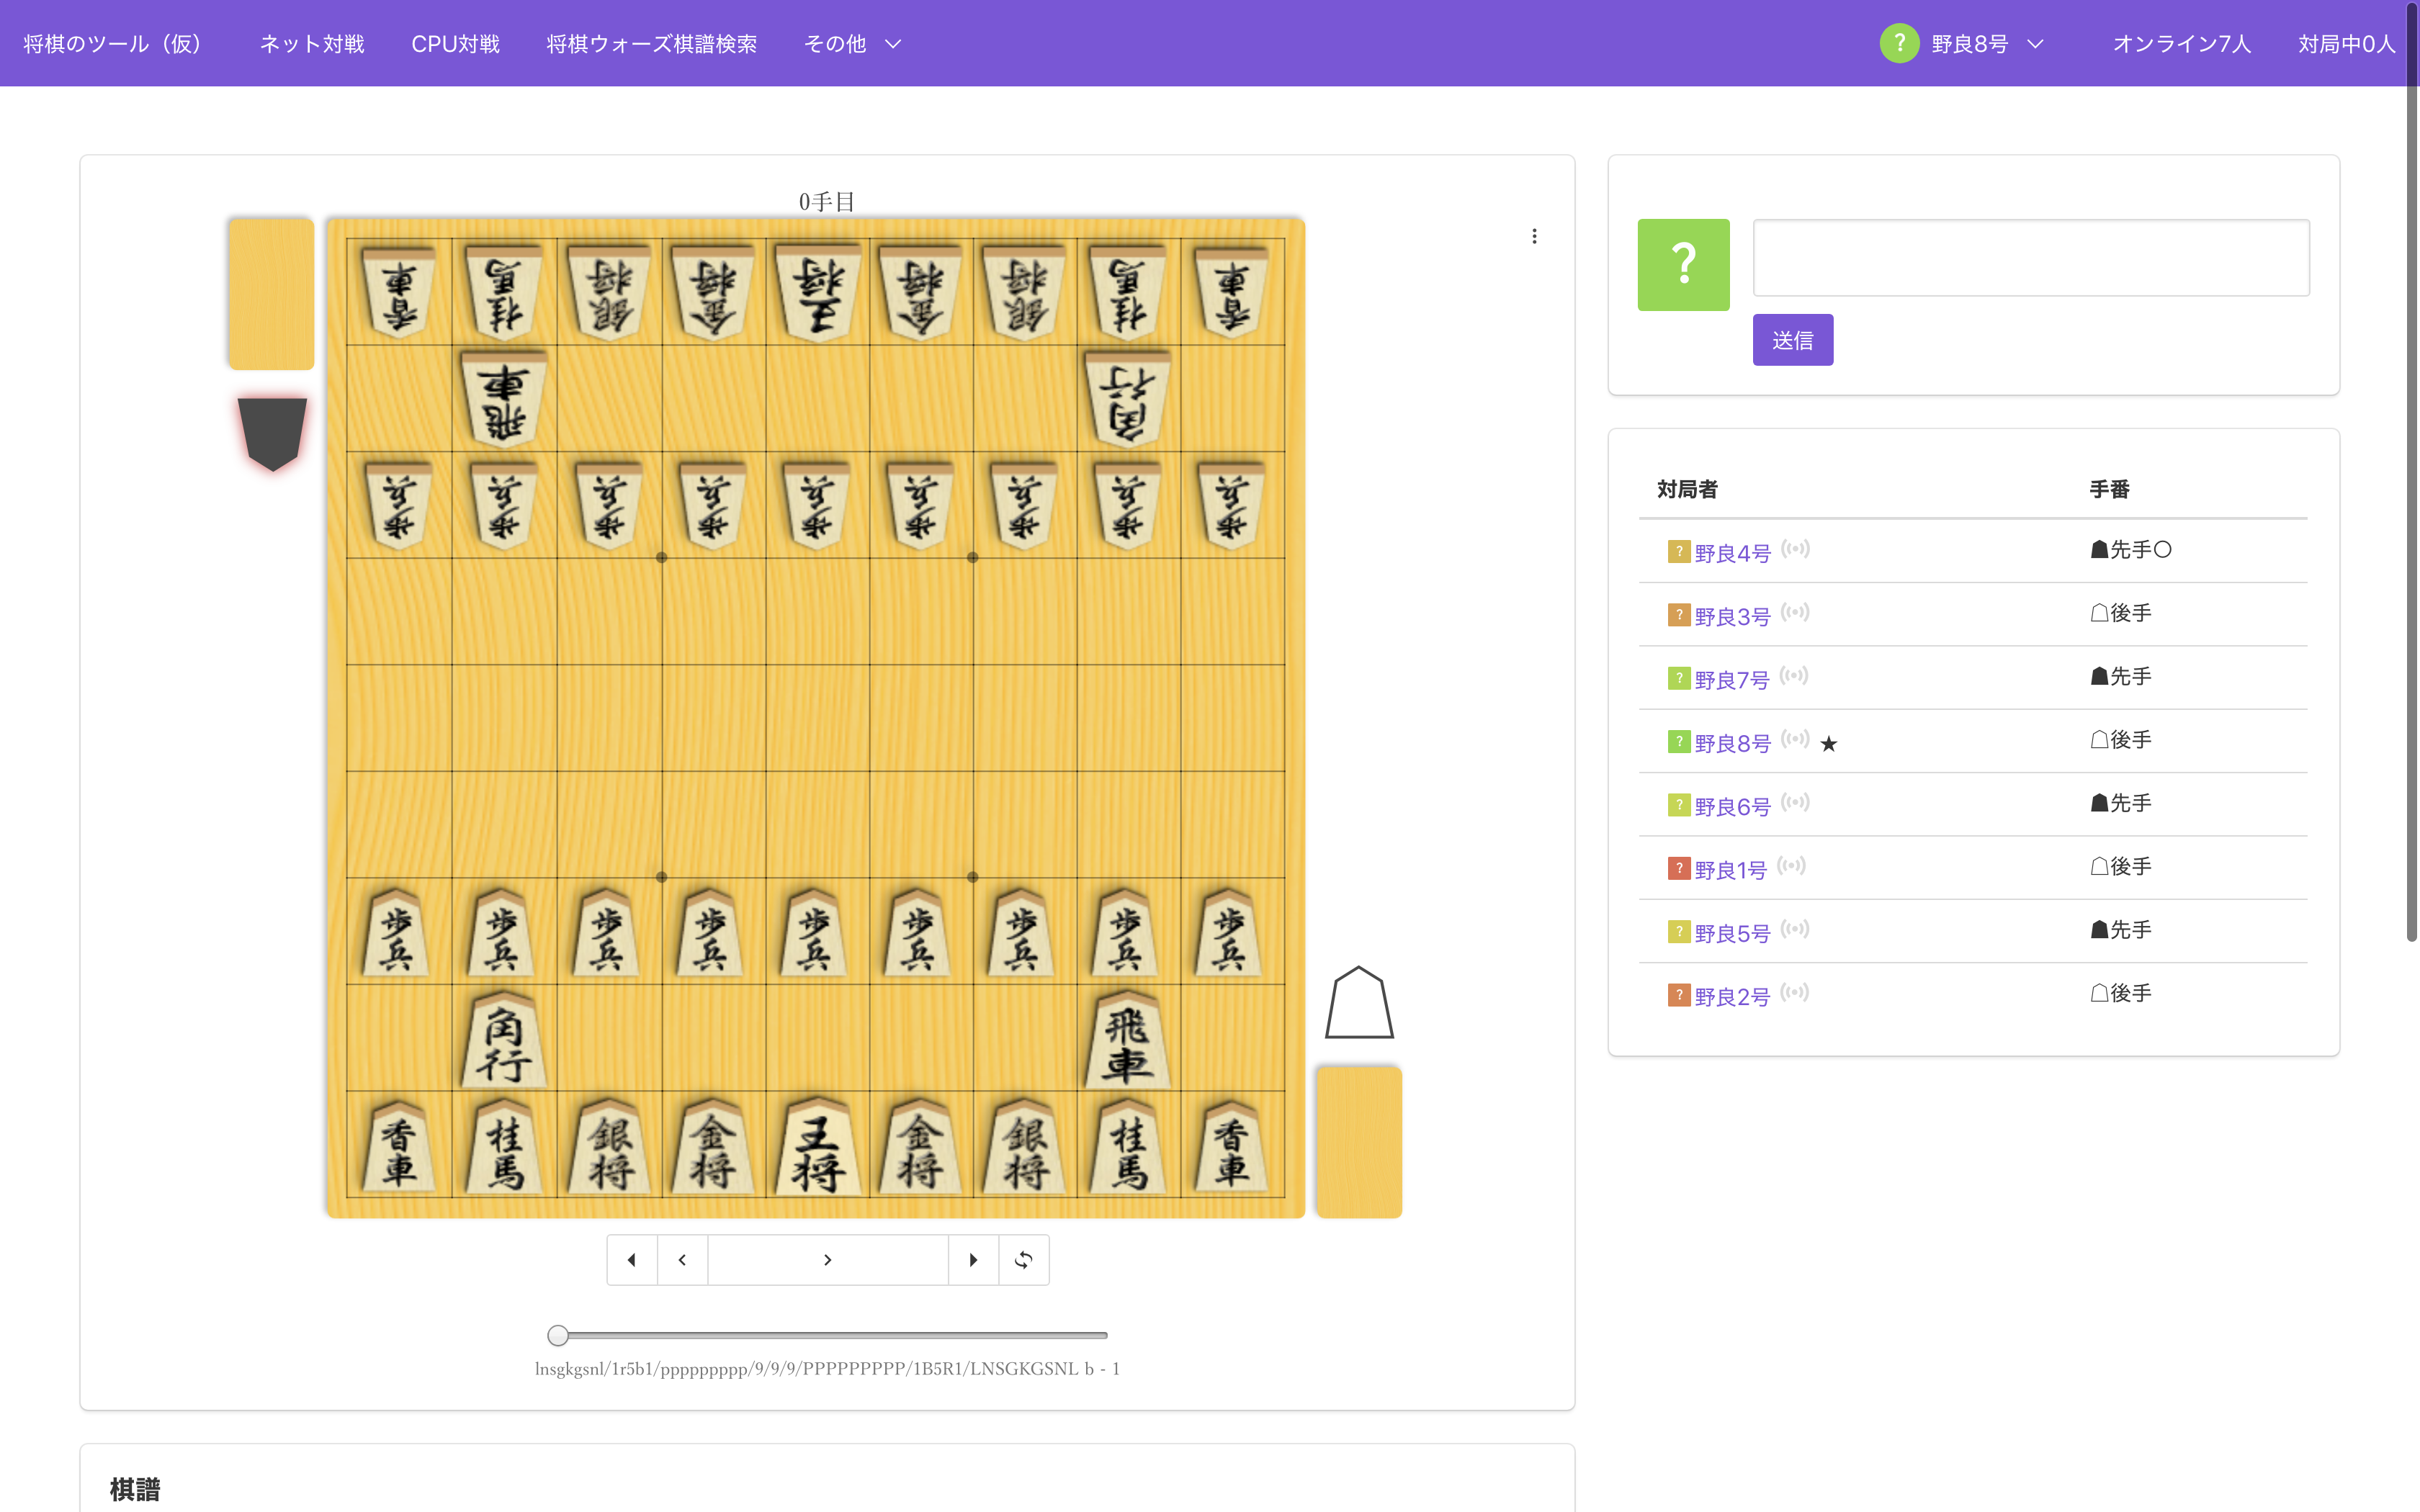 将棋のツール（仮） ネット対戦 CPU対戦 将棋ウォーズ棋譜検索 その他 ? 野良8号 オンライン7人 対局中0人
0手目
香車 桂馬 銀将 金将 王将 金将 銀将 桂馬 香車
飛車 角行
歩兵 歩兵 歩兵 歩兵 歩兵 歩兵 歩兵 歩兵 歩兵
歩兵 歩兵 歩兵 歩兵 歩兵 歩兵 歩兵 歩兵 歩兵
角行 飛車
香車 桂馬 銀将 金将 王将 金将 銀将 桂馬 香車
lnsgkgsnl/1r5b1/ppppppppp/9/9/9/PPPPPPPPP/1B5R1/LNSGKGSNL b - 1
棋譜
?
送信
対局者 手番
? 野良4号 ☗先手○
? 野良3号 ☖後手
? 野良7号 ☗先手
? 野良8号 ★ ☖後手
? 野良6号 ☗先手
? 野良1号 ☖後手
? 野良5号 ☗先手
? 野良2号 ☖後手